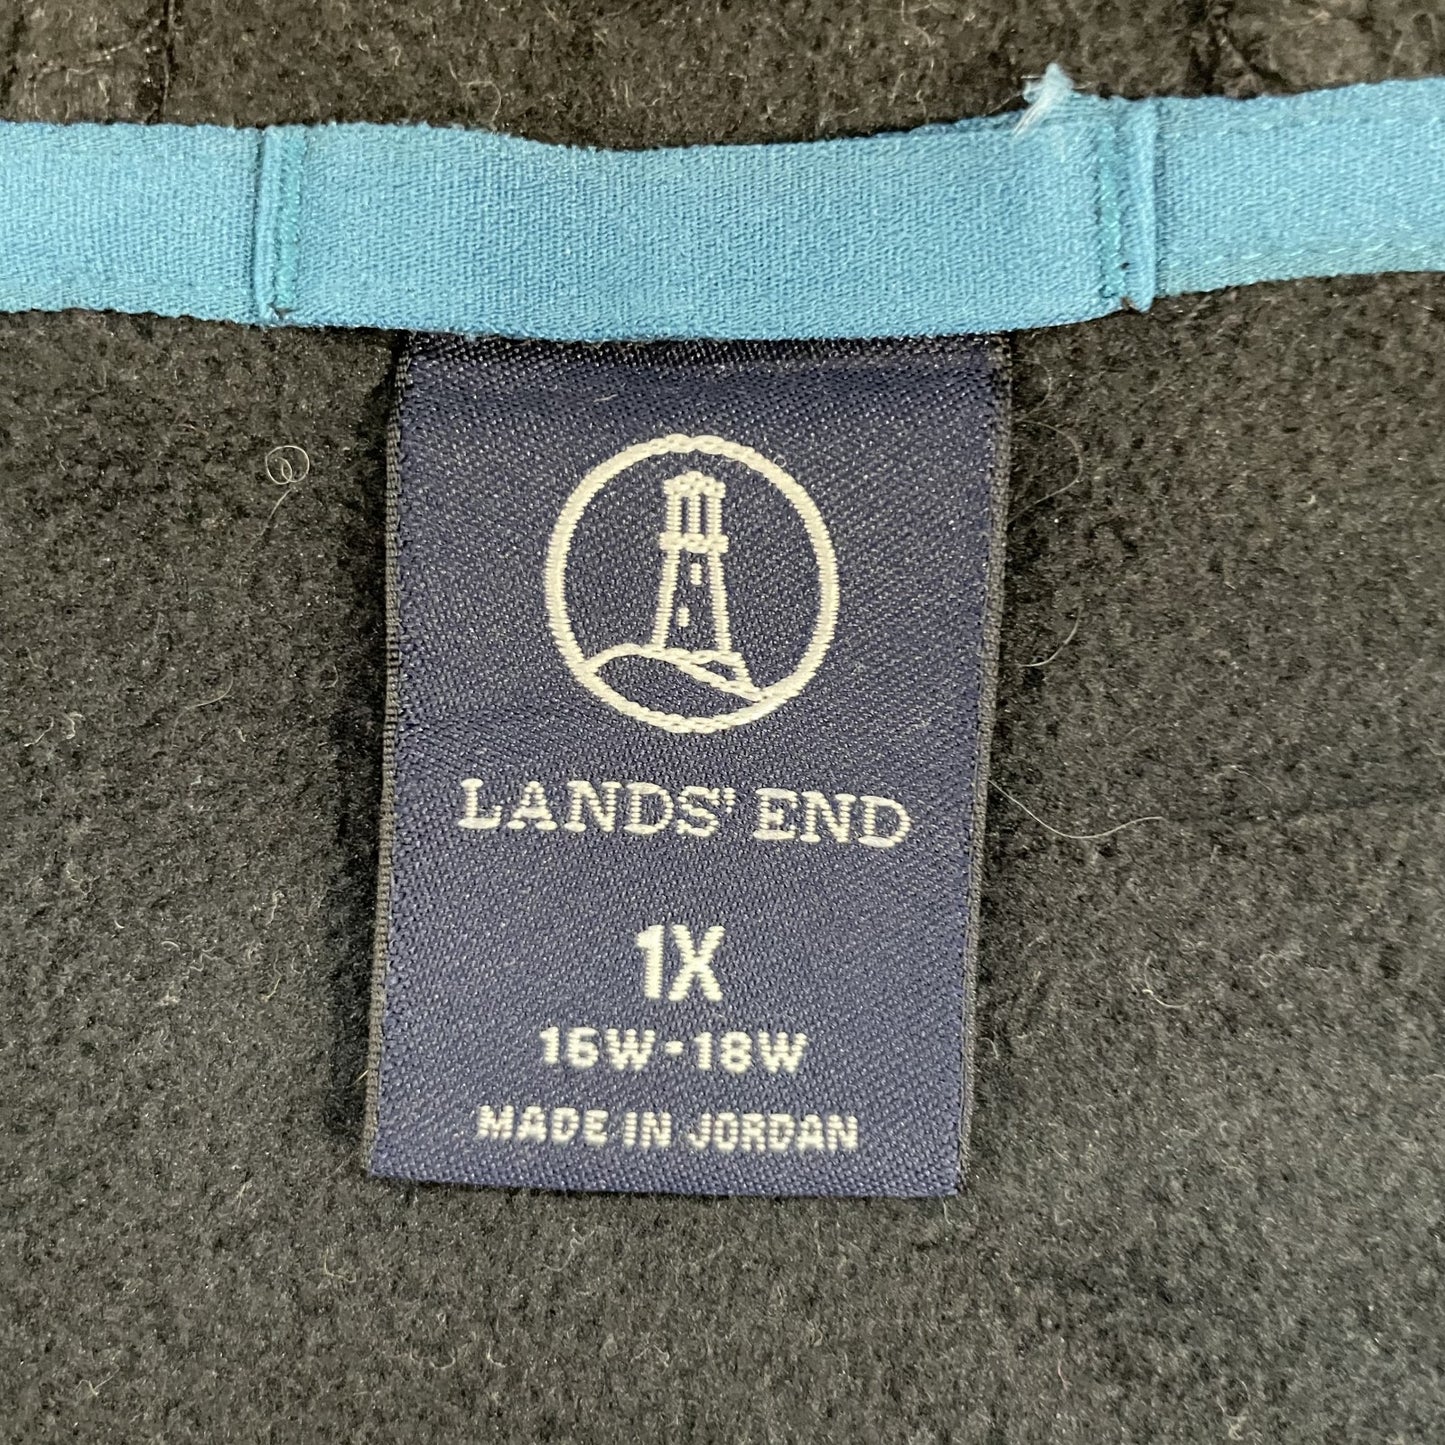 LANDS' END
1X
16W-18W
MADE IN JORDAN